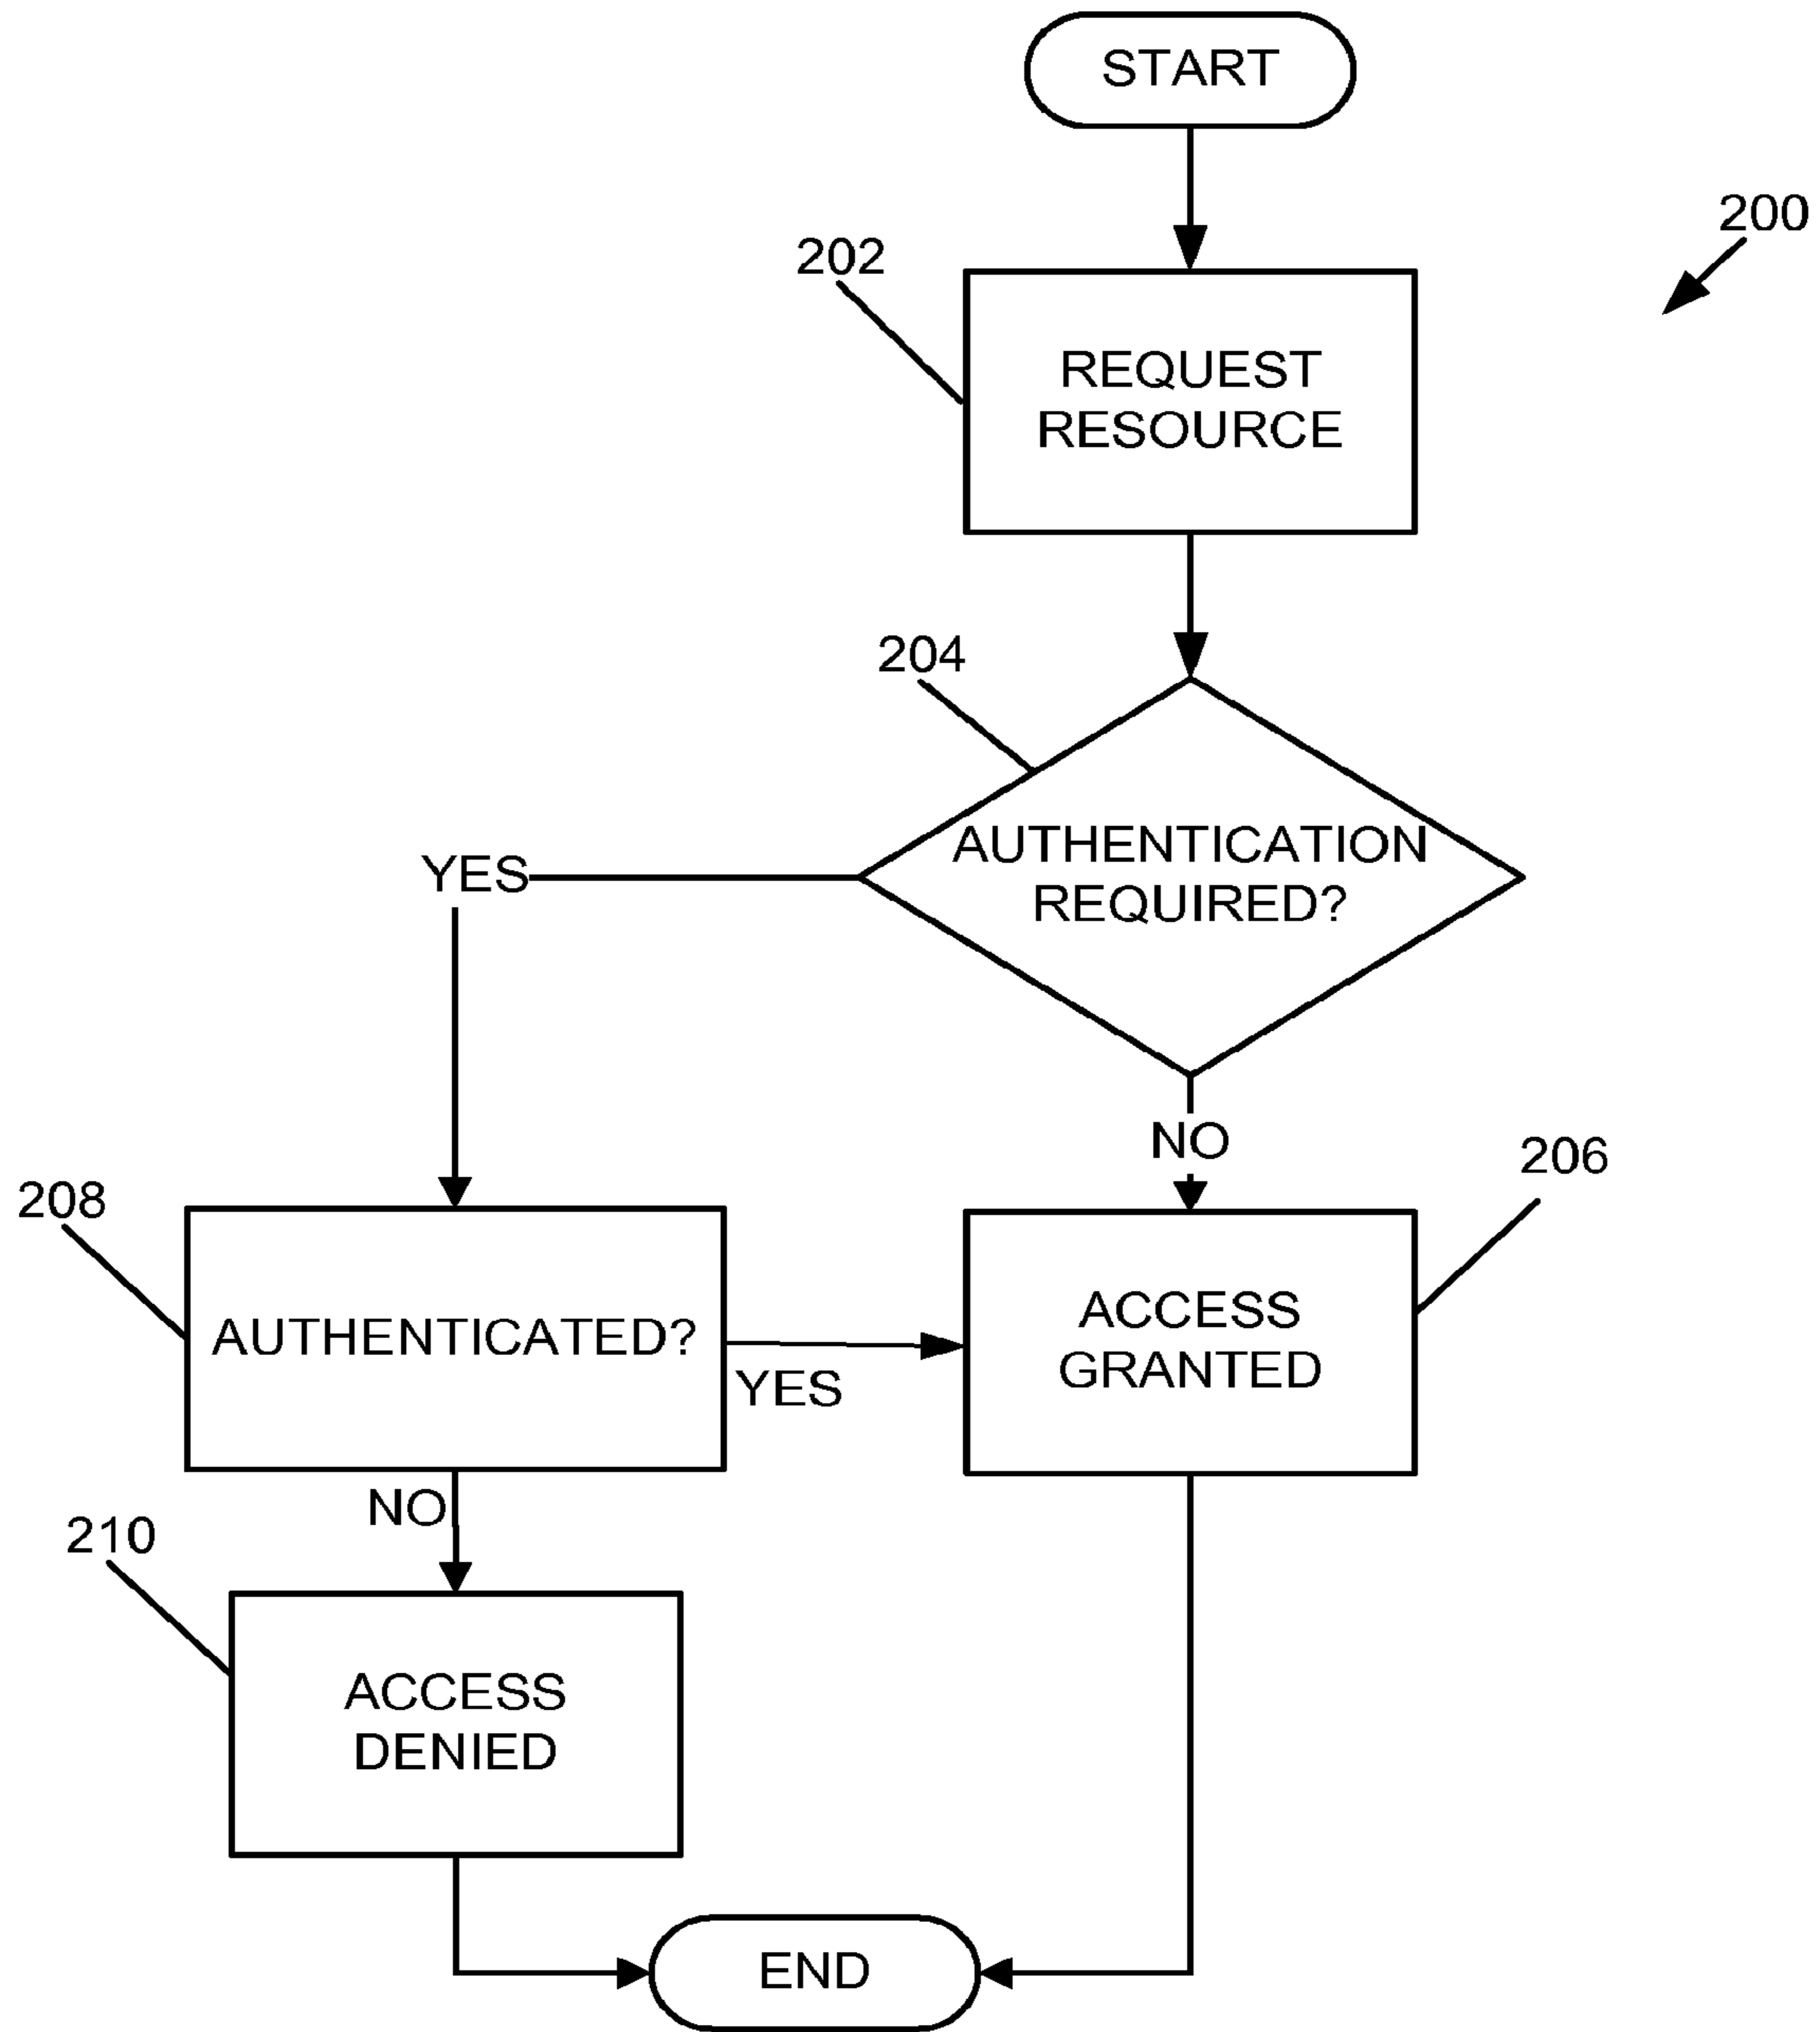 START
200
202
REQUEST
RESOURCE
204
AUTHENTICATION
REQUIRED?
YES
NO
206
208
AUTHENTICATED?
YES
ACCESS
GRANTED
NO
210
ACCESS
DENIED
END